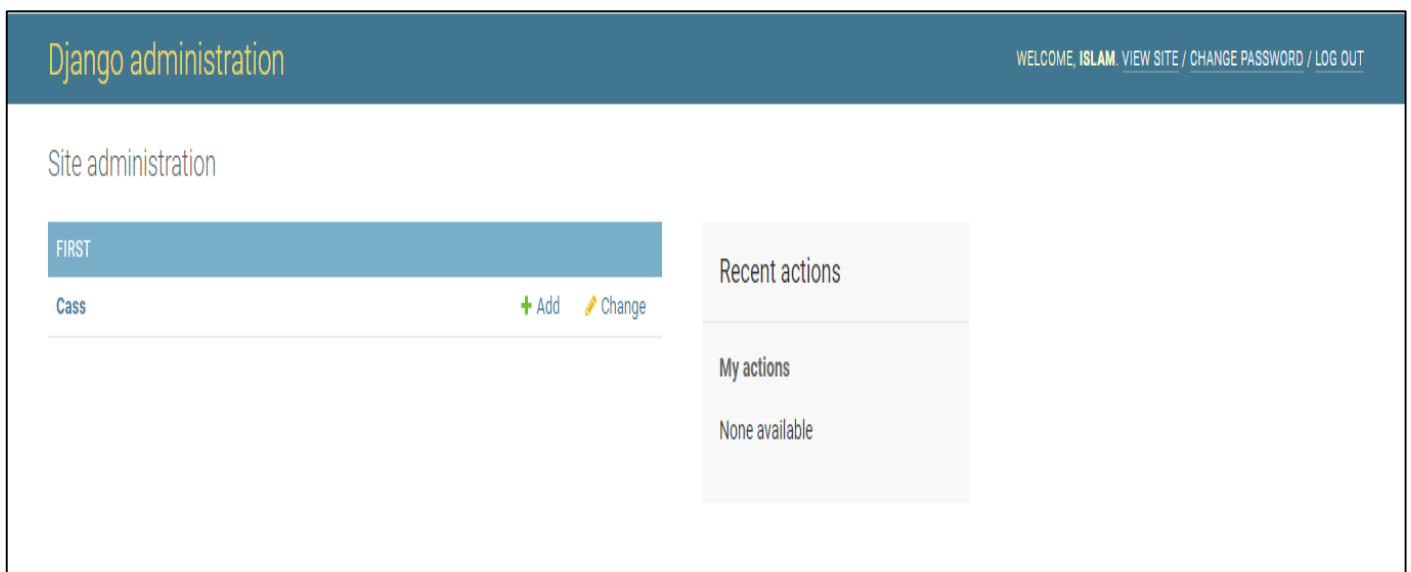 Django administration
WELCOME, ISLAM. VIEW SITE / CHANGE PASSWORD / LOG OUT
Site administration
FIRST
Cass
Add
Change
Recent actions
My actions
None available